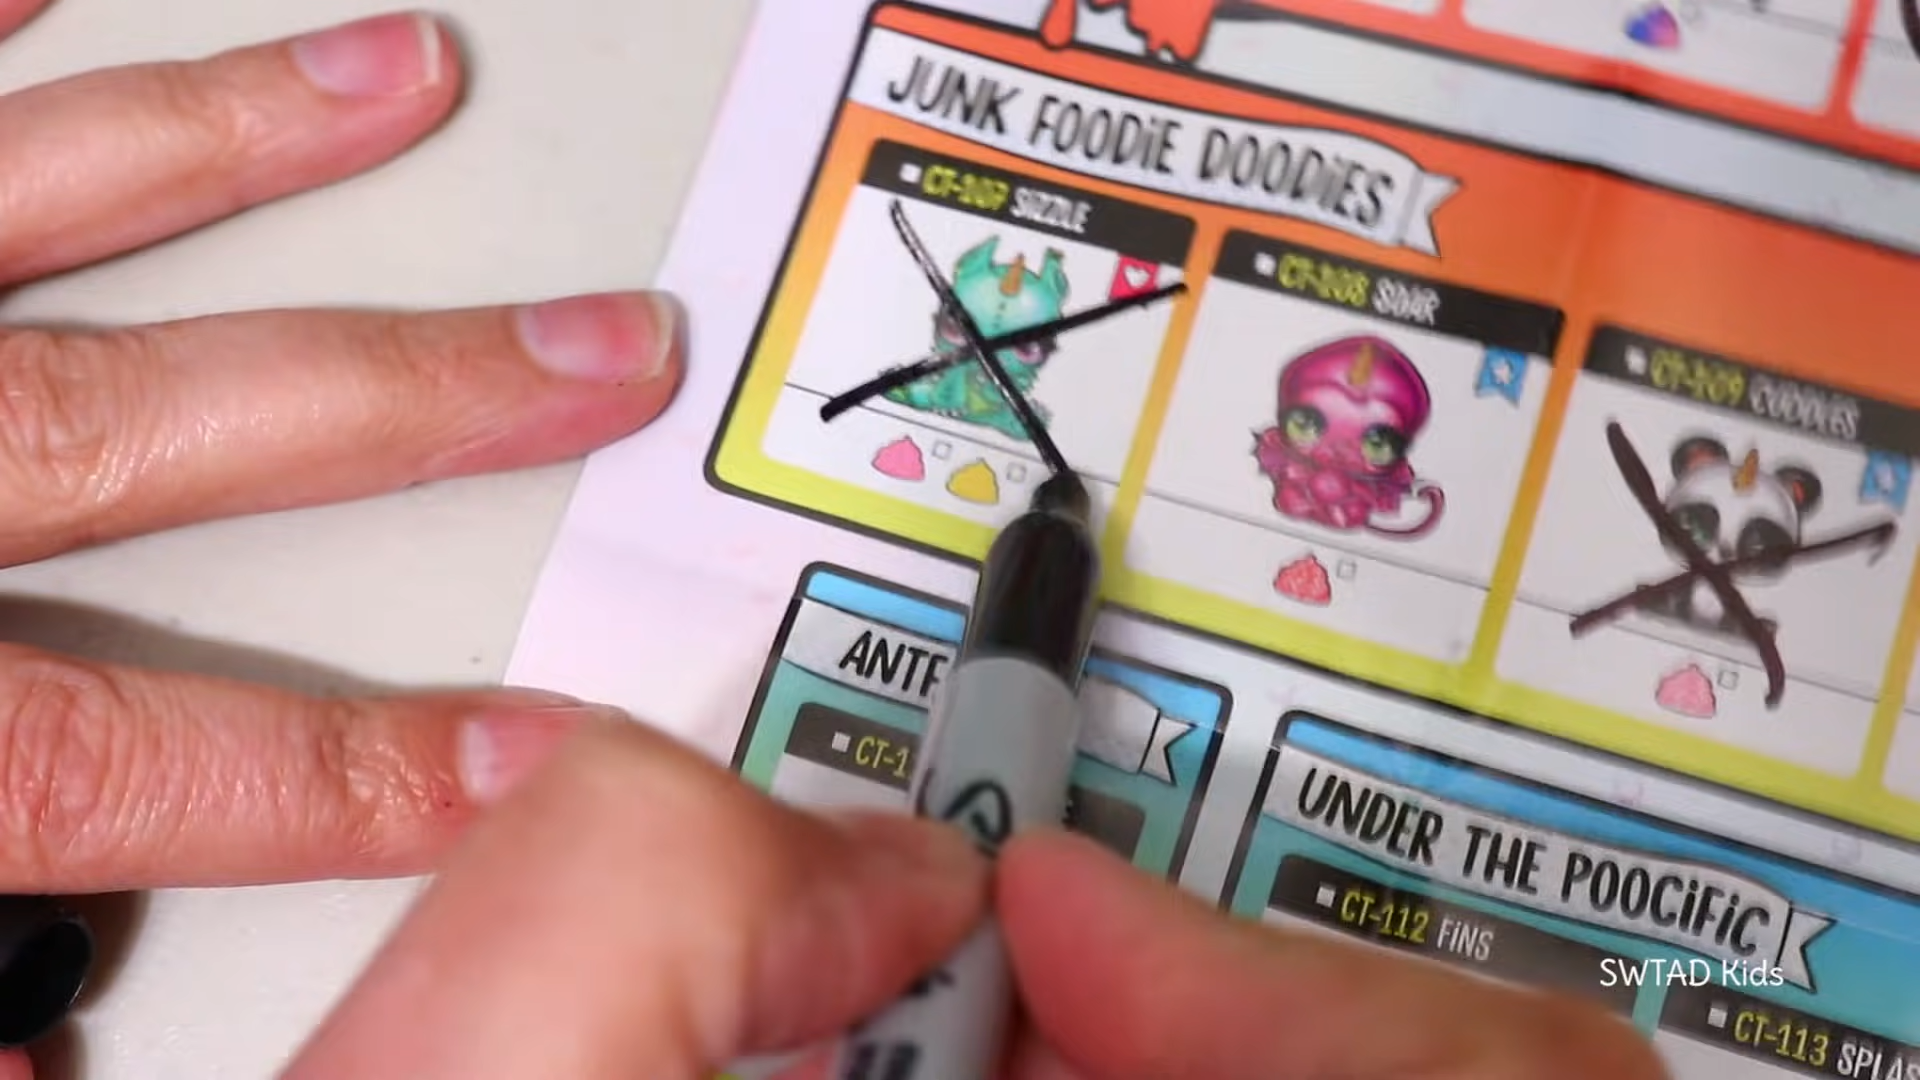 JUNK FOODiE DOODiES
CT-107 SIZZLE
CT-108 SOAR
CT-109 CUDDLES
UNDER THE POOCiFiC
CT-112 FiNS
CT-113
SWTAD Kids